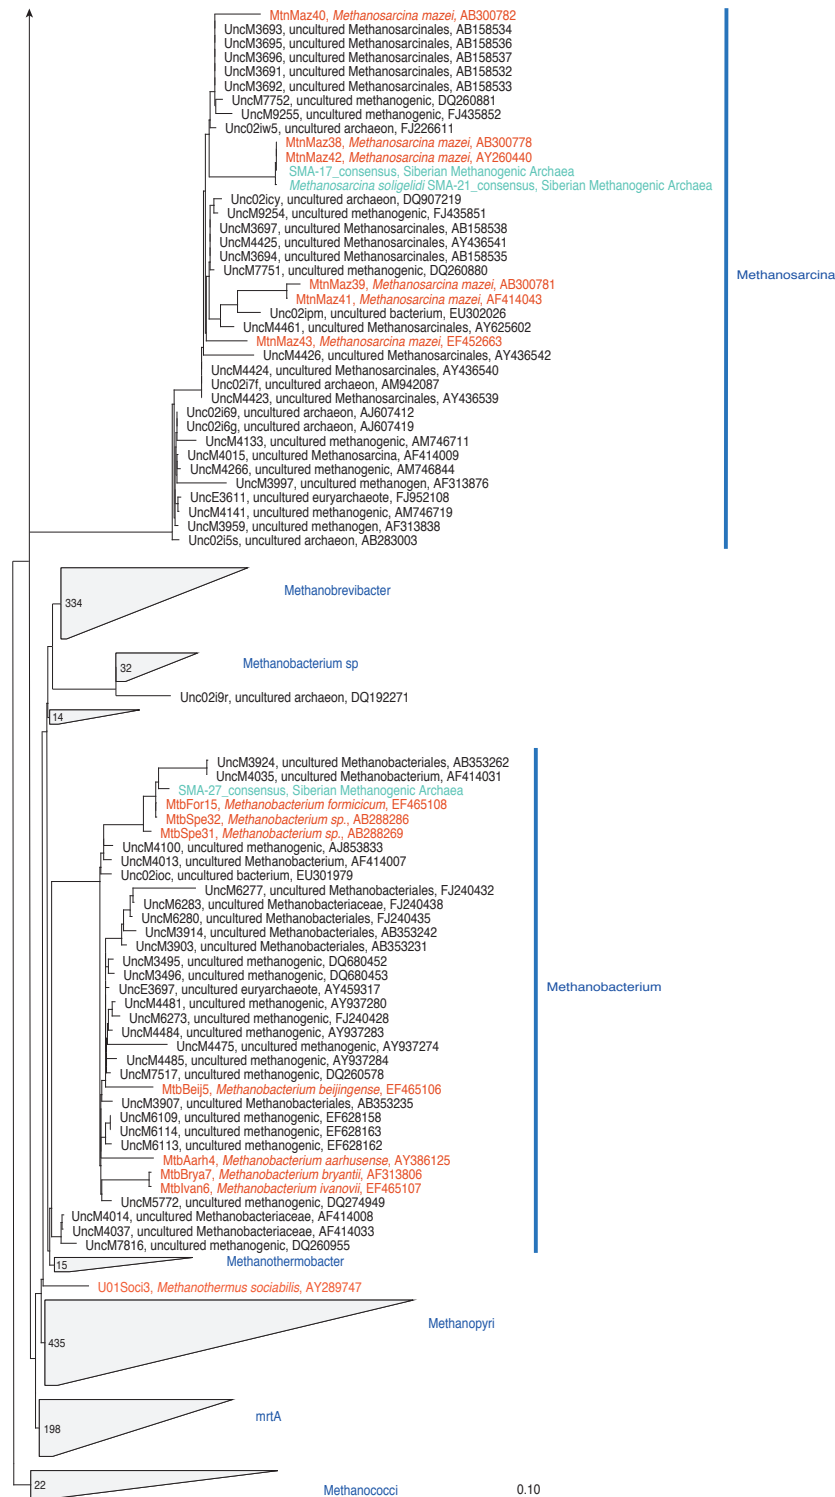 MtnMaz40, Methanosarcina mazei, AB300782
UncM3693, uncultured Methanosarcinales, AB158534
UncM3695, uncultured Methanosarcinales, AB158536
UncM3696, uncultured Methanosarcinales, AB158537
UncM3691, uncultured Methanosarcinales, AB158532
UncM3692, uncultured Methanosarcinales, AB158533
UncM7752, uncultured methanogenic, DQ260881
UncM9255, uncultured methanogenic, FJ435852
Unc02iw5, uncultured archaeon, FJ226611
MtnMaz38, Methanosarcina mazei, AB300778
MtnMaz42, Methanosarcina mazei, AY260440
SMA-17_consensus, Siberian Methanogenic Archaea
Methanosarcina soligelidi SMA-21_consensus, Siberian Methanogenic Archaea
Unc02icy, uncultured archaeon, DQ907219
UncM9254, uncultured methanogenic, FJ435851
UncM3697, uncultured Methanosarcinales, AB158538
UncM4425, uncultured Methanosarcinales, AY436541
UncM3694, uncultured Methanosarcinales, AB158535
UncM7751, uncultured methanogenic, DQ260880
Methanosarcina
MtnMaz39, Methanosarcina mazei, AB300781
MtnMaz41, Methanosarcina mazei, AF414043
Unc02ipm, uncultured bacterium, EU302026
UncM4461, uncultured Methanosarcinales, AY625602
MtnMaz43, Methanosarcina mazei, EF452663
UncM4426, uncultured Methanosarcinales, AY436542
UncM4424, uncultured Methanosarcinales, AY436540
Unc02i7f, uncultured archaeon, AM942087
UncM4423, uncultured Methanosarcinales, AY436539
Unc02i69, uncultured archaeon, AJ607412
Unc02i6g, uncultured archaeon, AJ607419
UncM4133, uncultured methanogenic, AM746711
UncM4015, uncultured Methanosarcina, AF414009
UncM4266, uncultured methanogenic, AM746844
UncM3997, uncultured methanogen, AF313876
UncE3611, uncultured euryarchaeote, FJ952108
UncM4141, uncultured methanogenic, AM746719
UncM3959, uncultured methanogen, AF313838
Unc02i5s, uncultured archaeon, AB283003
Methanobrevibacter
334
Methanobacterium sp
32
Unc02i9r, uncultured archaeon, DQ192271
14
UncM3924, uncultured Methanobacteriales, AB353262
UncM4035, uncultured Methanobacterium, AF414031
SMA-27_consensus, Siberian Methanogenic Archaea
MtbFor15, Methanobacterium formicicum, EF465108
MtbSpe32, Methanobacterium sp., AB288286
MtbSpe31, Methanobacterium sp., AB288269
UncM4100, uncultured methanogenic, AJ853833
UncM4013, uncultured Methanobacterium, AF414007
Unc02ioc, uncultured bacterium, EU301979
UncM6277, uncultured Methanobacteriales, FJ240432
UncM6283, uncultured Methanobacteriaceae, FJ240438
UncM6280, uncultured Methanobacteriales, FJ240435
UncM3914, uncultured Methanobacteriales, AB353242
UncM3903, uncultured Methanobacteriales, AB353231
UncM3495, uncultured methanogenic, DQ680452
UncM3496, uncultured methanogenic, DQ680453
UncE3697, uncultured euryarchaeote, AY459317
Methanobacterium
UncM4481, uncultured methanogenic, AY937280
UncM6273, uncultured methanogenic, FJ240428
UncM4484, uncultured methanogenic, AY937283
UncM4475, uncultured methanogenic, AY937274
UncM4485, uncultured methanogenic, AY937284
UncM7517, uncultured methanogenic, DQ260578
MtbBeij5, Methanobacterium beijingense, EF465106
UncM3907, uncultured Methanobacteriales, AB353235
UncM6109, uncultured methanogenic, EF628158
UncM6114, uncultured methanogenic, EF628163
UncM6113, uncultured methanogenic, EF628162
MtbAarh4, Methanobacterium aarhusense, AY386125
MtbBrya7, Methanobacterium bryantii, AF313806
MtbIvan6, Methanobacterium ivanovii, EF465107
UncM5772, uncultured methanogenic, DQ274949
UncM4014, uncultured Methanobacteriaceae, AF414008
UncM4037, uncultured Methanobacteriaceae, AF414033
UncM7816, uncultured methanogenic, DQ260955
Methanothermobacter
15
U01Soci3, Methanothermus sociabilis, AY289747
Methanopyri
435
mrtA
198
22
Methanococci
0.10